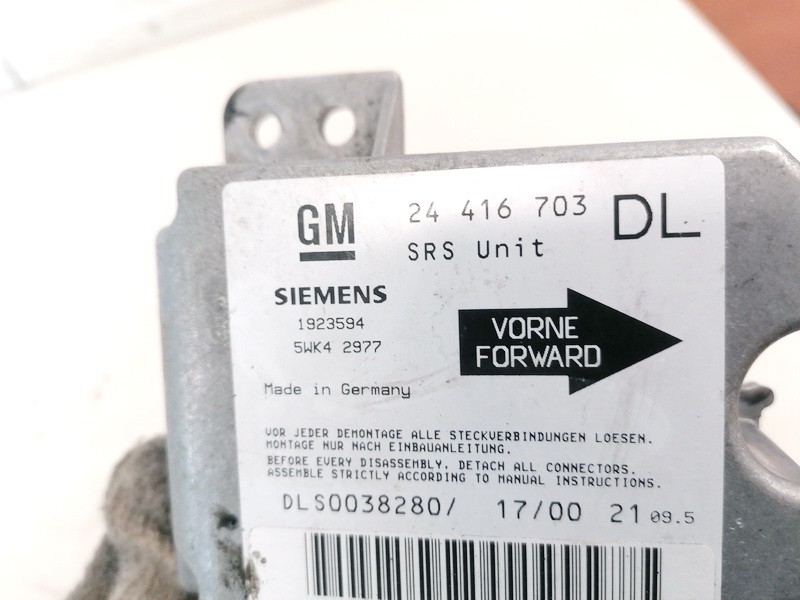 GM 24 416 703 DL
SRS Unit
SIEMENS
1923594
5WK4 2977
VORNE
FORWARD
Made in Germany
VOR JEDER DEMONTAGE ALLE STECKVERBINDUNGEN LOESEN.
MONTAGE NUR NACH EINBAUANLEITUNG.
BEFORE EVERY DISASSEMBLY, DETACH ALL CONNECTORS.
ASSEMBLE STRICTLY ACCORDING TO MANUAL INSTRUCTIONS.
DLS0038280/ 17/00 21 09.5